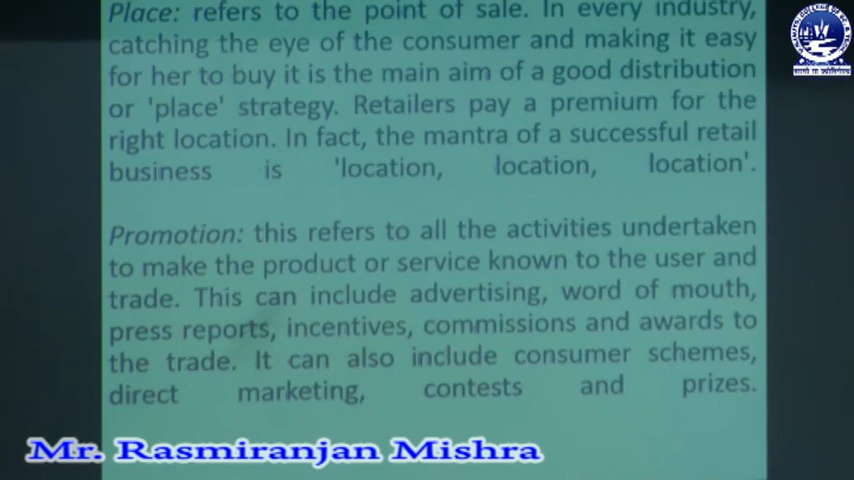 Place: refers to the point of sale. In every industry,
catching the eye of the consumer and making it easy
for her to buy it is the main aim of a good distribution
or 'place' strategy. Retailers pay a premium for the
right location. In fact, the mantra of a successful retail
business is 'location, location, location'.
Promotion: this refers to all the activities undertaken
to make the product or service known to the user and
trade. This can include advertising, word of mouth,
press reports, incentives, commissions and awards to
the trade. It can also include consumer schemes,
direct marketing, contests and prizes.
Mr. Rasmiranjan Mishra